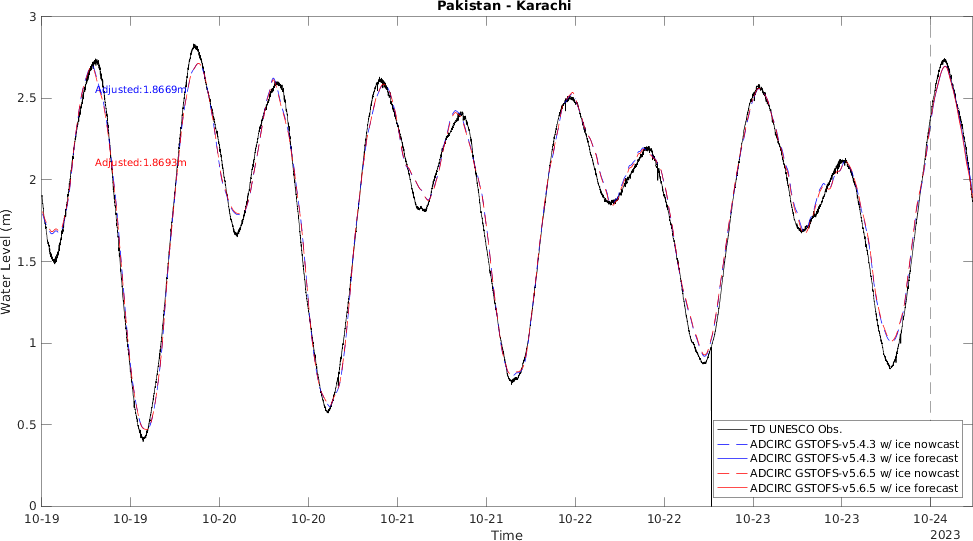 Pakistan - Karachi
3
2.5
2
1.5
1
0.5
0
Water Level (m)
Adjusted:1.8669m
Adjusted:1.8693m
TD UNESCO Obs.
ADCIRC GSTOFS-v5.4.3 w/ ice nowcast
ADCIRC GSTOFS-v5.4.3 w/ ice forecast
ADCIRC GSTOFS-v5.6.5 w/ ice nowcast
ADCIRC GSTOFS-v5.6.5 w/ ice forecast
10-19 10-19 10-20 10-20 10-21 10-21 10-22 10-22 10-23 10-23 10-24
2023
Time